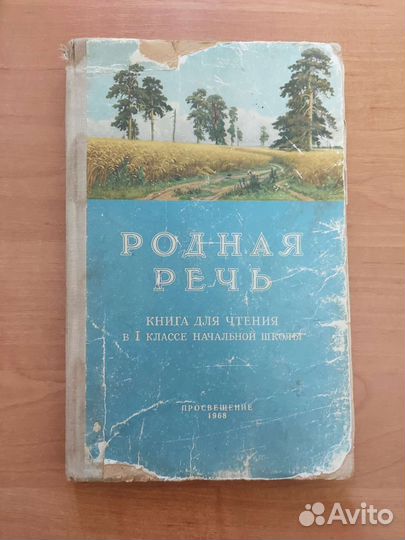 РОДНАЯ
РЕЧЬ
КНИГА ДЛЯ ЧТЕНИЯ
В I КЛАССЕ НАЧАЛЬНОЙ ШКОЛЫ
ПРОСВЕЩЕНИЕ
1968
Avito